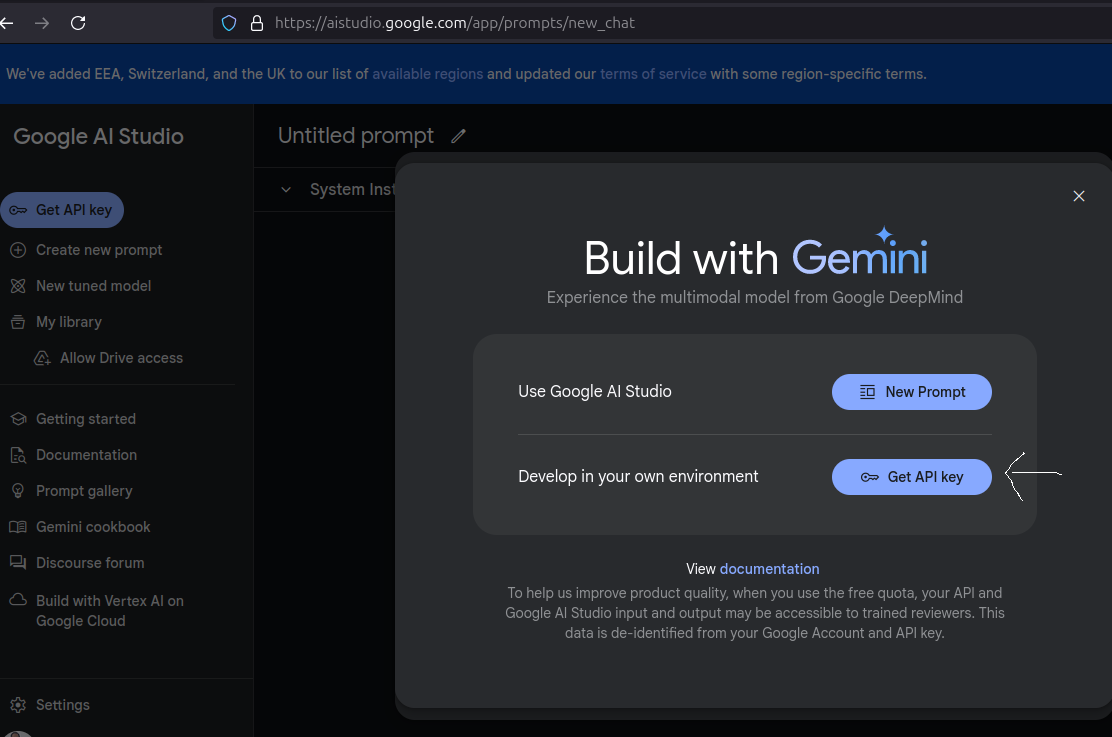 https://aistudio.google.com/app/prompts/new_chat
We've added EEA, Switzerland, and the UK to our list of available regions and updated our terms of service with some region-specific terms.
Google AI Studio
Get API key
Create new prompt
New tuned model
My library
Allow Drive access
Getting started
Documentation
Prompt gallery
Gemini cookbook
Discourse forum
Build with Vertex AI on
Google Cloud
Settings
Untitled prompt
System Inst
Build with Gemini
Experience the multimodal model from Google DeepMind
Use Google AI Studio
New Prompt
Develop in your own environment
Get API key
View documentation
To help us improve product quality, when you use the free quota, your API and
Google AI Studio input and output may be accessible to trained reviewers. This
data is de-identified from your Google Account and API key.